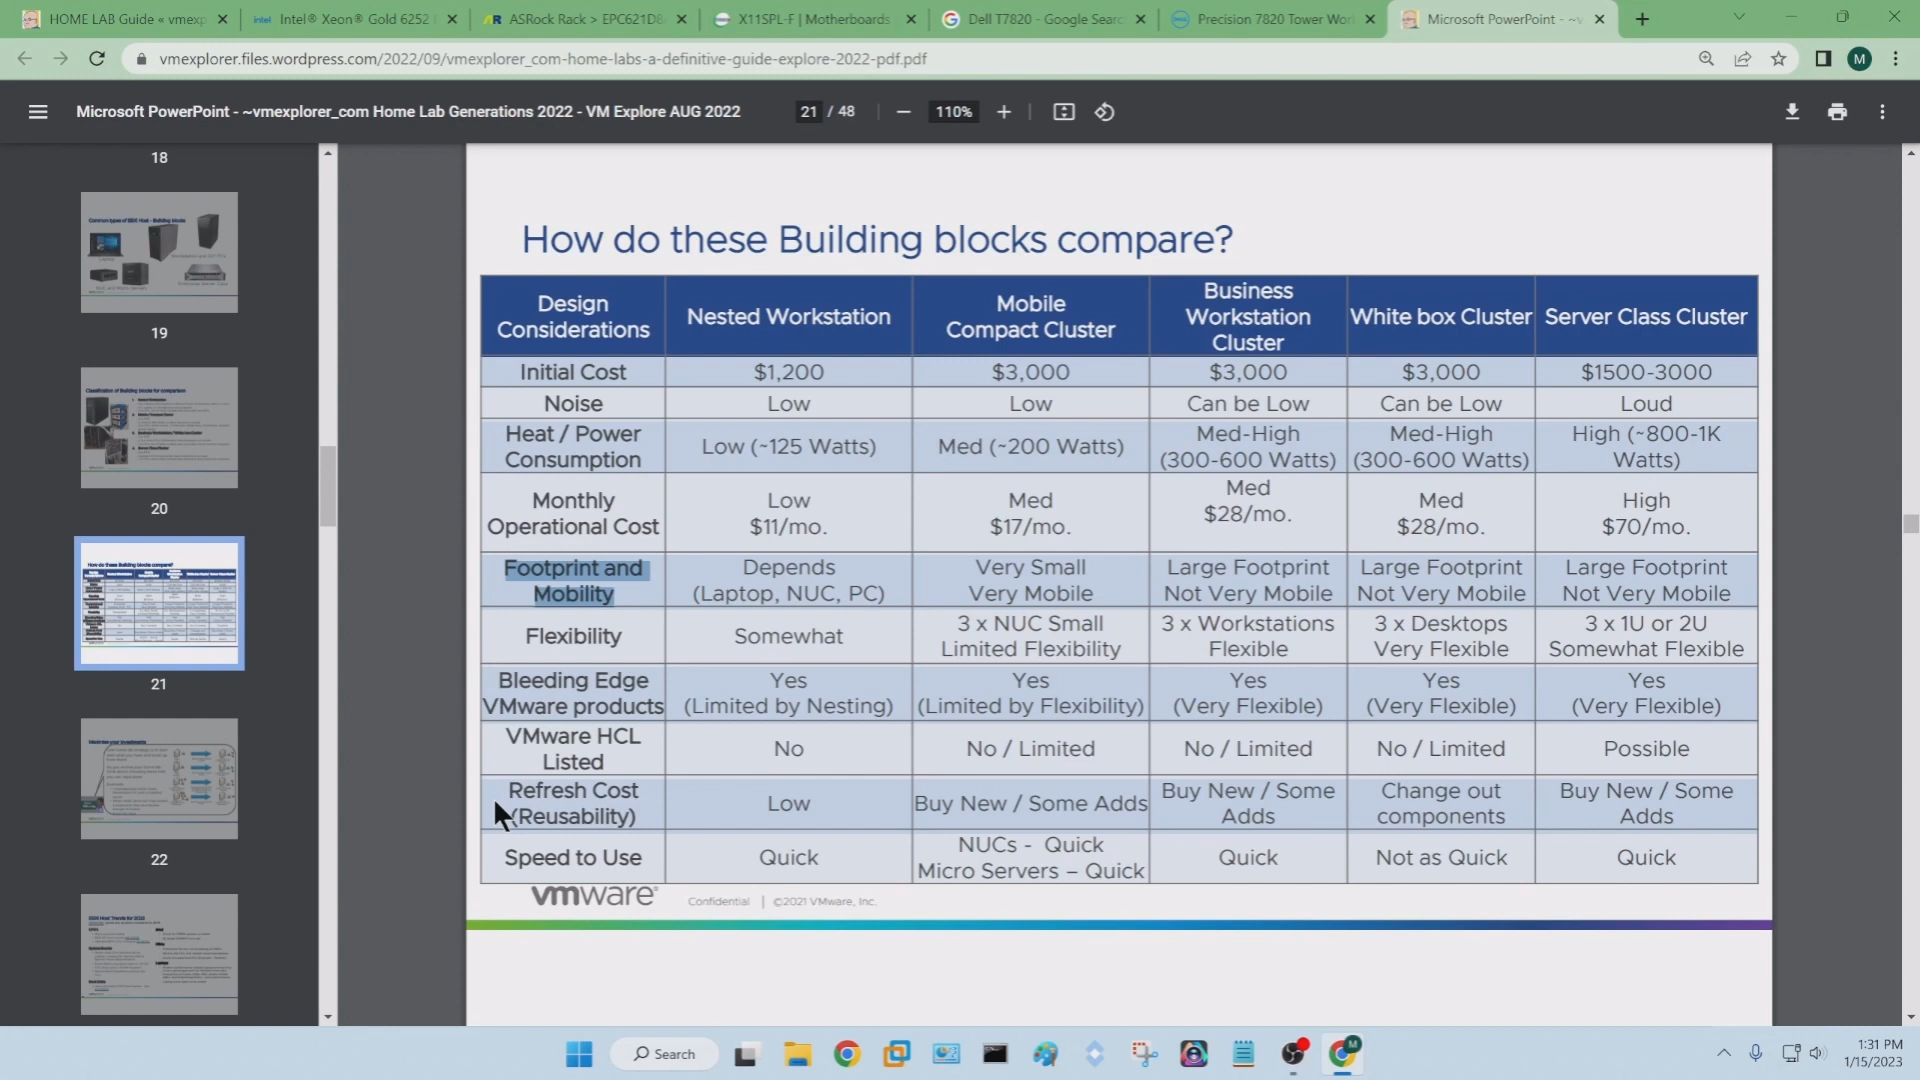 HOME LAB Guide « vmexp
Intel® Xeon® Gold 6252
ASRock Rack > EPC621D8
X11SPL-F | Motherboards
Dell T7820 - Google Searc
Precision 7820 Tower Wor
Microsoft PowerPoint - ~v
vmexplorer.files.wordpress.com/2022/09/vmexplorer_com-home-labs-a-definitive-guide-explore-2022-pdf.pdf
M
Microsoft PowerPoint - ~vmexplorer_com Home Lab Generations 2022 - VM Explore AUG 2022
21 / 48
110%
18
19
20
21
22
How do these Building blocks compare?
Design
Considerations
Nested Workstation
Mobile
Compact Cluster
Business
Workstation
Cluster
White box Cluster
Server Class Cluster
Initial Cost
$1,200
$3,000
$3,000
$3,000
$1500-3000
Noise
Low
Low
Can be Low
Can be Low
Loud
Heat / Power
Consumption
Low (~125 Watts)
Med (~200 Watts)
Med-High
(300-600 Watts)
Med-High
(300-600 Watts)
High (~800-1K
Watts)
Monthly
Operational Cost
Low
$11/mo.
Med
$17/mo.
Med
$28/mo.
Med
$28/mo.
High
$70/mo.
Footprint and
Mobility
Depends
(Laptop, NUC, PC)
Very Small
Very Mobile
Large Footprint
Not Very Mobile
Large Footprint
Not Very Mobile
Large Footprint
Not Very Mobile
Flexibility
Somewhat
3 x NUC Small
Limited Flexibility
3 x Workstations
Flexible
3 x Desktops
Very Flexible
3 x 1U or 2U
Somewhat Flexible
Bleeding Edge
VMware products
Yes
(Limited by Nesting)
Yes
(Limited by Flexibility)
Yes
(Very Flexible)
Yes
(Very Flexible)
Yes
(Very Flexible)
VMware HCL
Listed
No
No / Limited
No / Limited
No / Limited
Possible
Refresh Cost
(Reusability)
Low
Buy New / Some Adds
Buy New / Some
Adds
Change out
components
Buy New / Some
Adds
Speed to Use
Quick
NUCs - Quick
Micro Servers – Quick
Quick
Not as Quick
Quick
vmware®
Confidential | ©2021 VMware, Inc.
Search
1:31 PM
1/15/2023